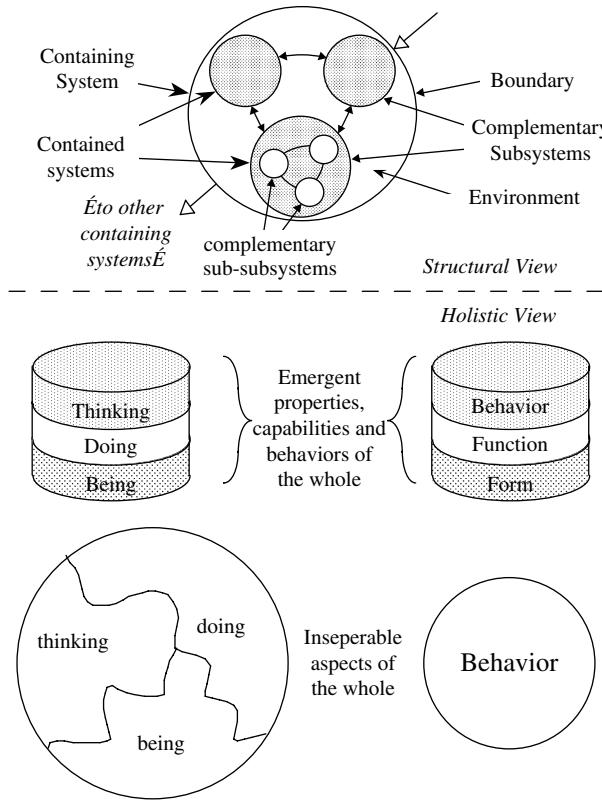 Containing
System
Boundary
Contained
systems
Complementary
Subsystems
Environment
Éto other
containing
systemsÉ
complementary
sub-subsystems
Structural View
Holistic View
Thinking
Doing
Being
Emergent
properties,
capabilities and
behaviors of
the whole
Behavior
Function
Form
thinking
doing
being
Inseperable
aspects of
the whole
Behavior